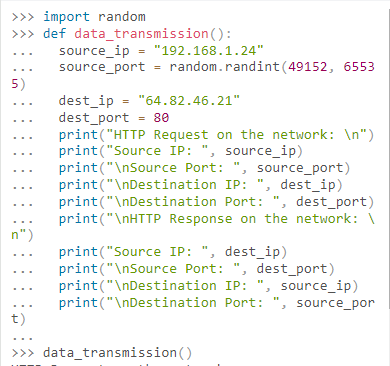 >>> import random
>>> def data_transmission():
...    source_ip = "192.168.1.24"
...    source_port = random.randint(49152, 6553
5)
...    dest_ip = "64.82.46.21"
...    dest_port = 80
...    print("HTTP Request on the network: \n")
...    print("Source IP: ", source_ip)
...    print("\nSource Port: ", source_port)
...    print("\nDestination IP: ", dest_ip)
...    print("\nDestination Port: ", dest_port)
...    print("\nHTTP Response on the network: \
n")
...    print("Source IP: ", dest_ip)
...    print("\nSource Port: ", dest_port)
...    print("\nDestination IP: ", source_ip)
...    print("\nDestination Port: ", source_por
t)
...
>>> data_transmission()